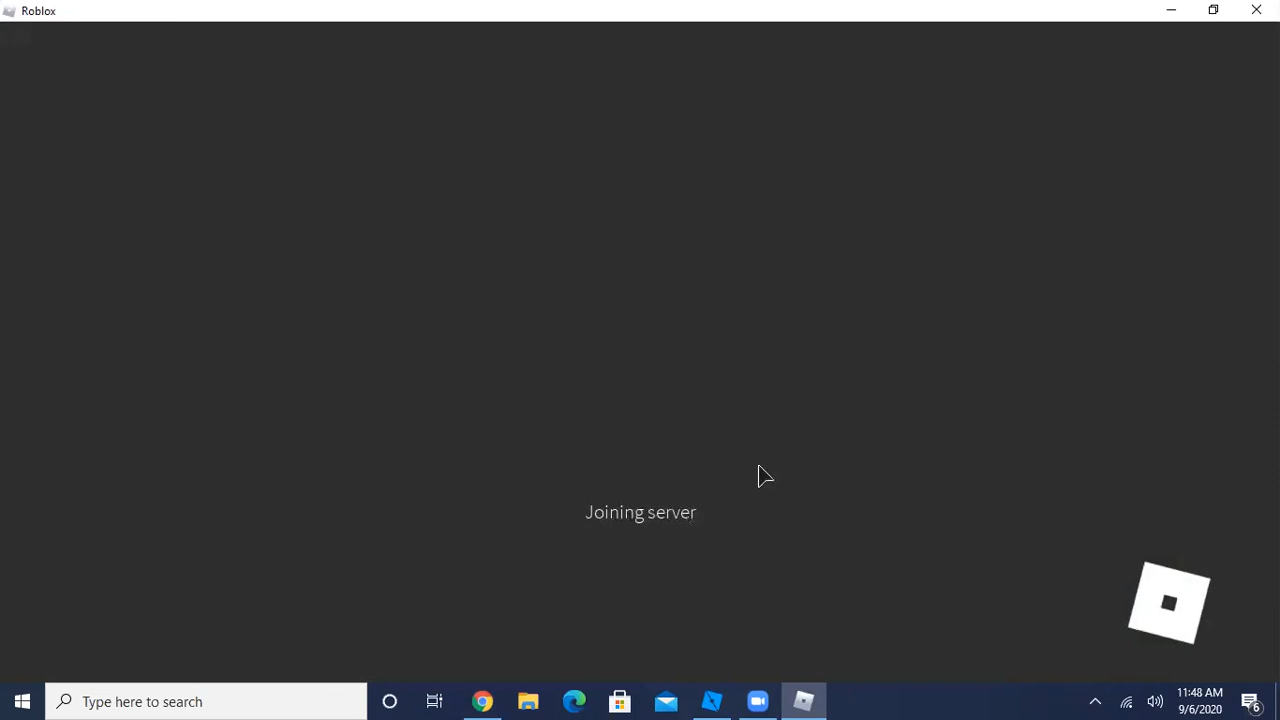 Roblox
Joining server
Type here to search
11:48 AM
9/6/2020
6